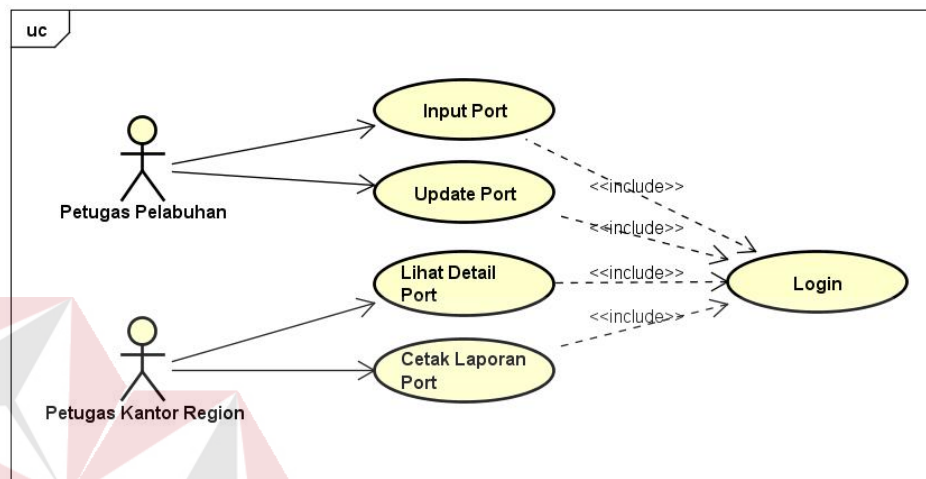 uc
Input Port
<<include>>
Update Port
Petugas Pelabuhan
<<include>>
Lihat Detail
Port
<<include>>
Login
<<include>>
Cetak Laporan
Port
Petugas Kantor Region